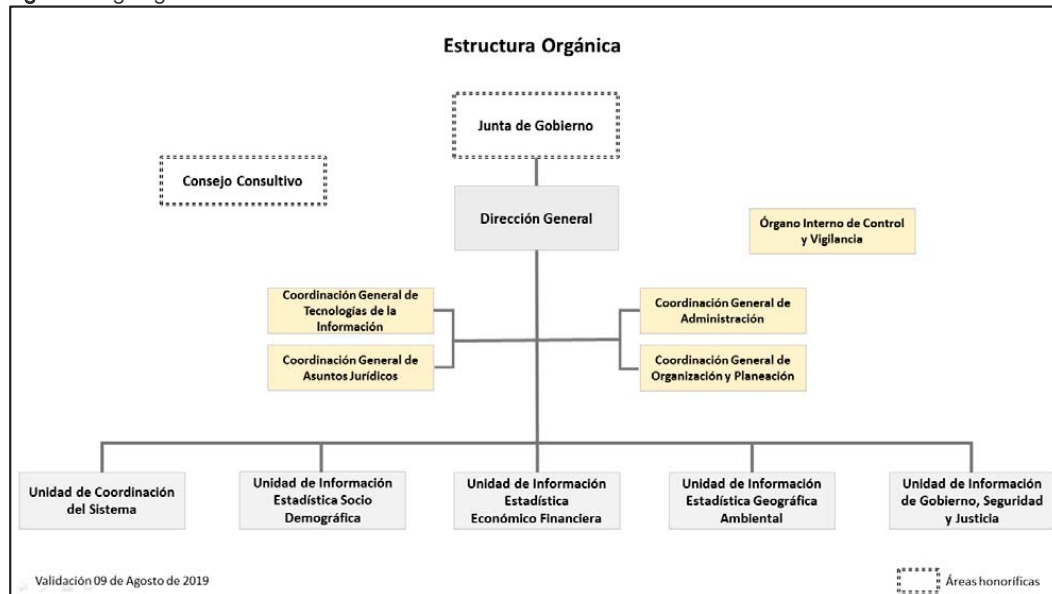 Estructura Orgánica
Junta de Gobierno
Consejo Consultivo
Dirección General
Órgano Interno de Control
y Vigilancia
Coordinación General de
Tecnologías de la
Información
Coordinación General de
Administración
Coordinación General de
Asuntos Jurídicos
Coordinación General de
Organización y Planeación
Unidad de Coordinación
del Sistema
Unidad de Información
Estadística Socio
Demográfica
Unidad de Información
Estadística
Económico Financiera
Unidad de Información
Estadística Geográfica
Ambiental
Unidad de Información
de Gobierno, Seguridad
y Justicia
Validación 09 de Agosto de 2019
Áreas honoríficas